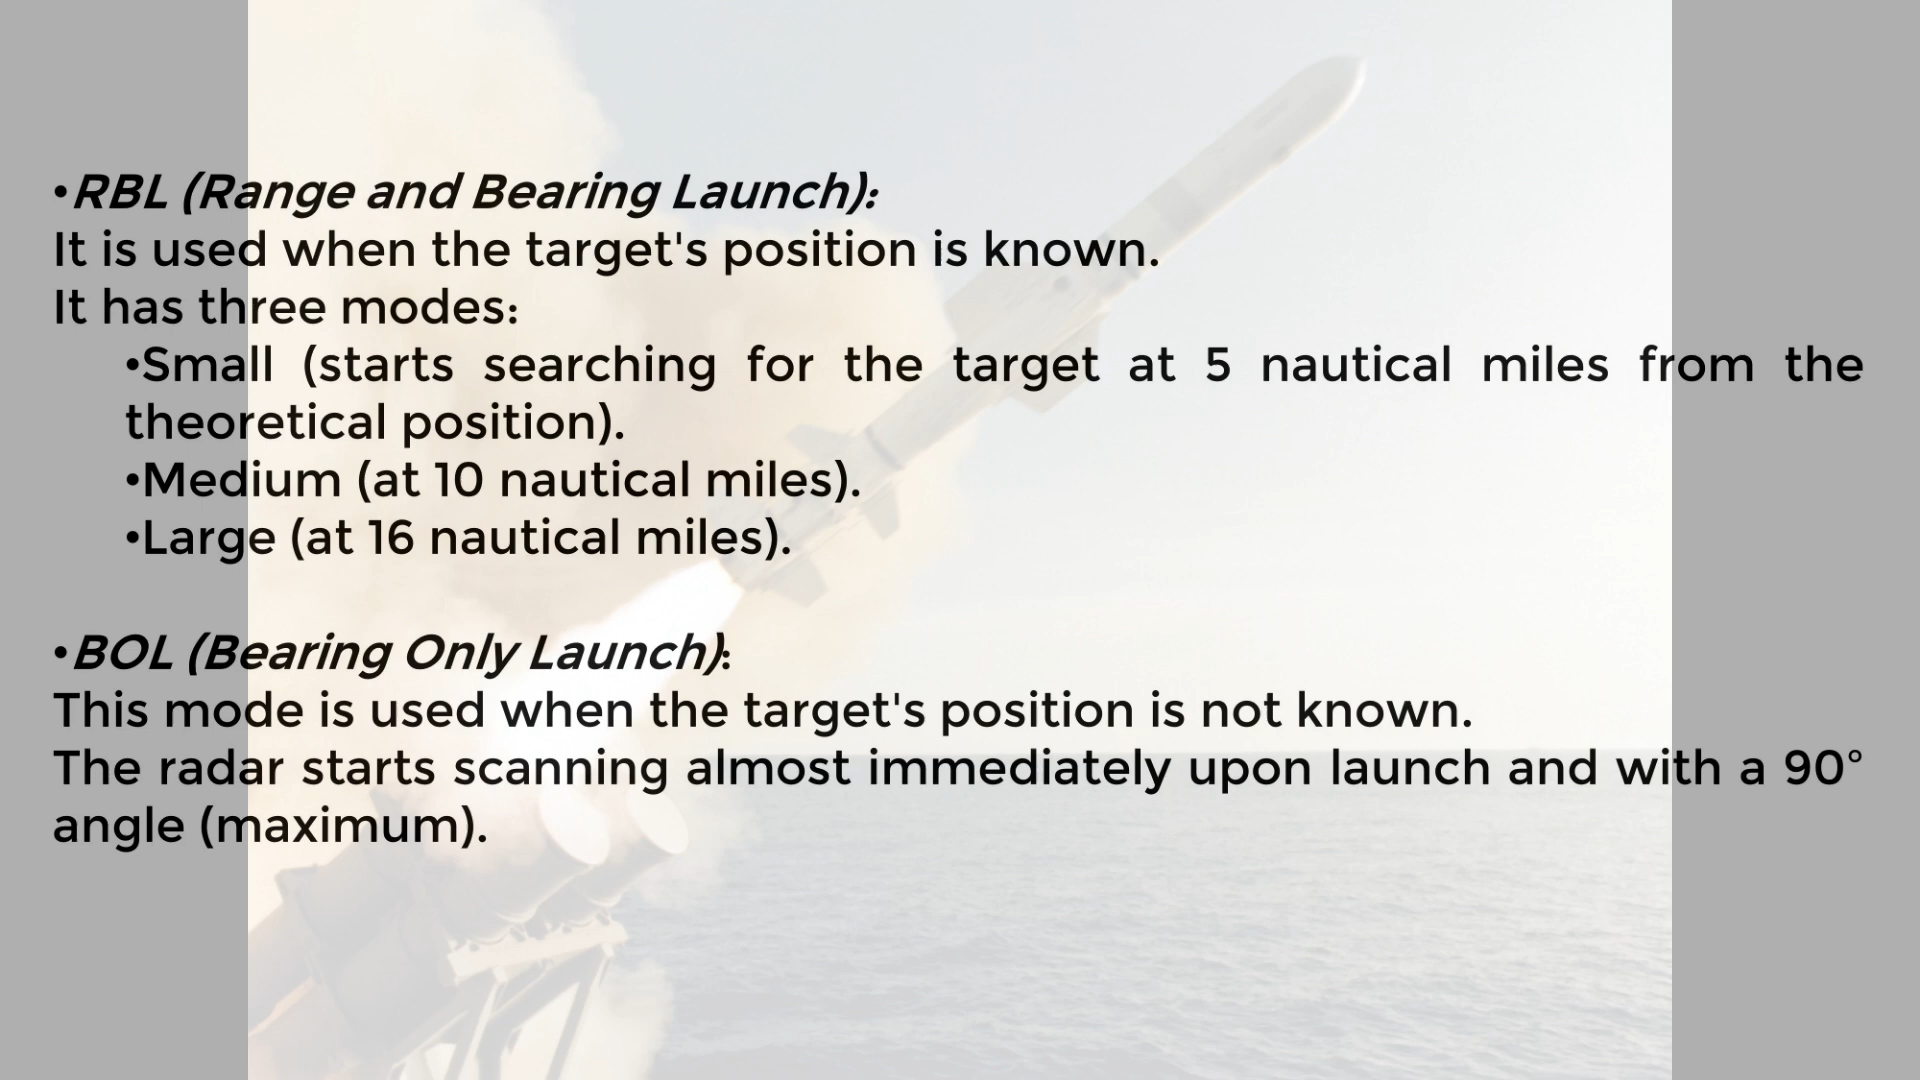 •RBL (Range and Bearing Launch):
It is used when the target's position is known.
It has three modes:
•Small (starts searching for the target at 5 nautical miles from the
theoretical position).
•Medium (at 10 nautical miles).
•Large (at 16 nautical miles).
•BOL (Bearing Only Launch):
This mode is used when the target's position is not known.
The radar starts scanning almost immediately upon launch and with a 90°
angle (maximum).